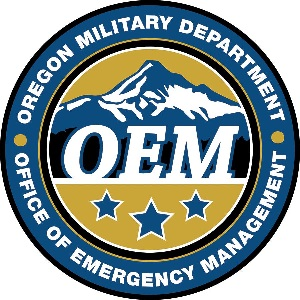 OREGON MILITARY DEPARTMENT
OEM
OFFICE OF EMERGENCY MANAGEMENT